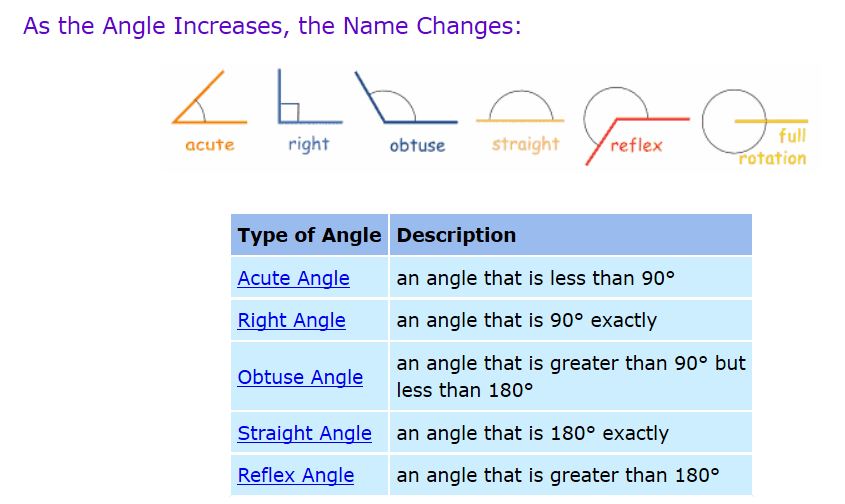 As the Angle Increases, the Name Changes:
acute
right
obtuse
straight
reflex
full
rotation
Type of Angle Description
Acute Angle an angle that is less than 90°
Right Angle an angle that is 90° exactly
Obtuse Angle an angle that is greater than 90° but
less than 180°
Straight Angle an angle that is 180° exactly
Reflex Angle an angle that is greater than 180°